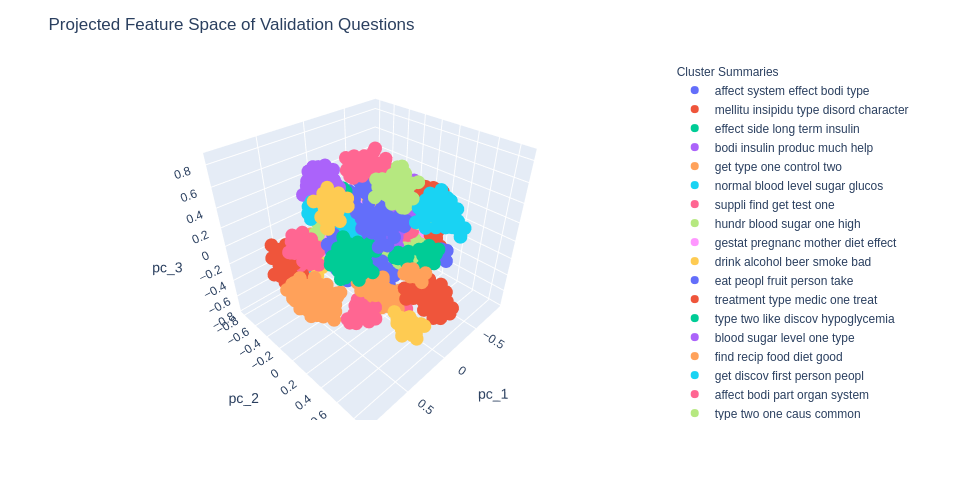 Projected Feature Space of Validation Questions
Cluster Summaries
affect system effect bodi type
mellitu insipidu type disord character
effect side long term insulin
bodi insulin produc much help
get type one control two
normal blood level sugar glucos
suppli find get test one
hundr blood sugar one high
gestat pregnanc mother diet effect
drink alcohol beer smoke bad
eat peopl fruit person take
treatment type medic one treat
type two like discov hypoglycemia
blood sugar level one type
find recip food diet good
get discov first person peopl
affect bodi part organ system
type two one caus common
0.8
0.6
0.4
0.2
0
−0.2
−0.4
−0.6
−0.8
pc_3
−0.8
−0.6
−0.4
−0.2
0
0.2
0.4
pc_2
−0.5
0
0.5
pc_1